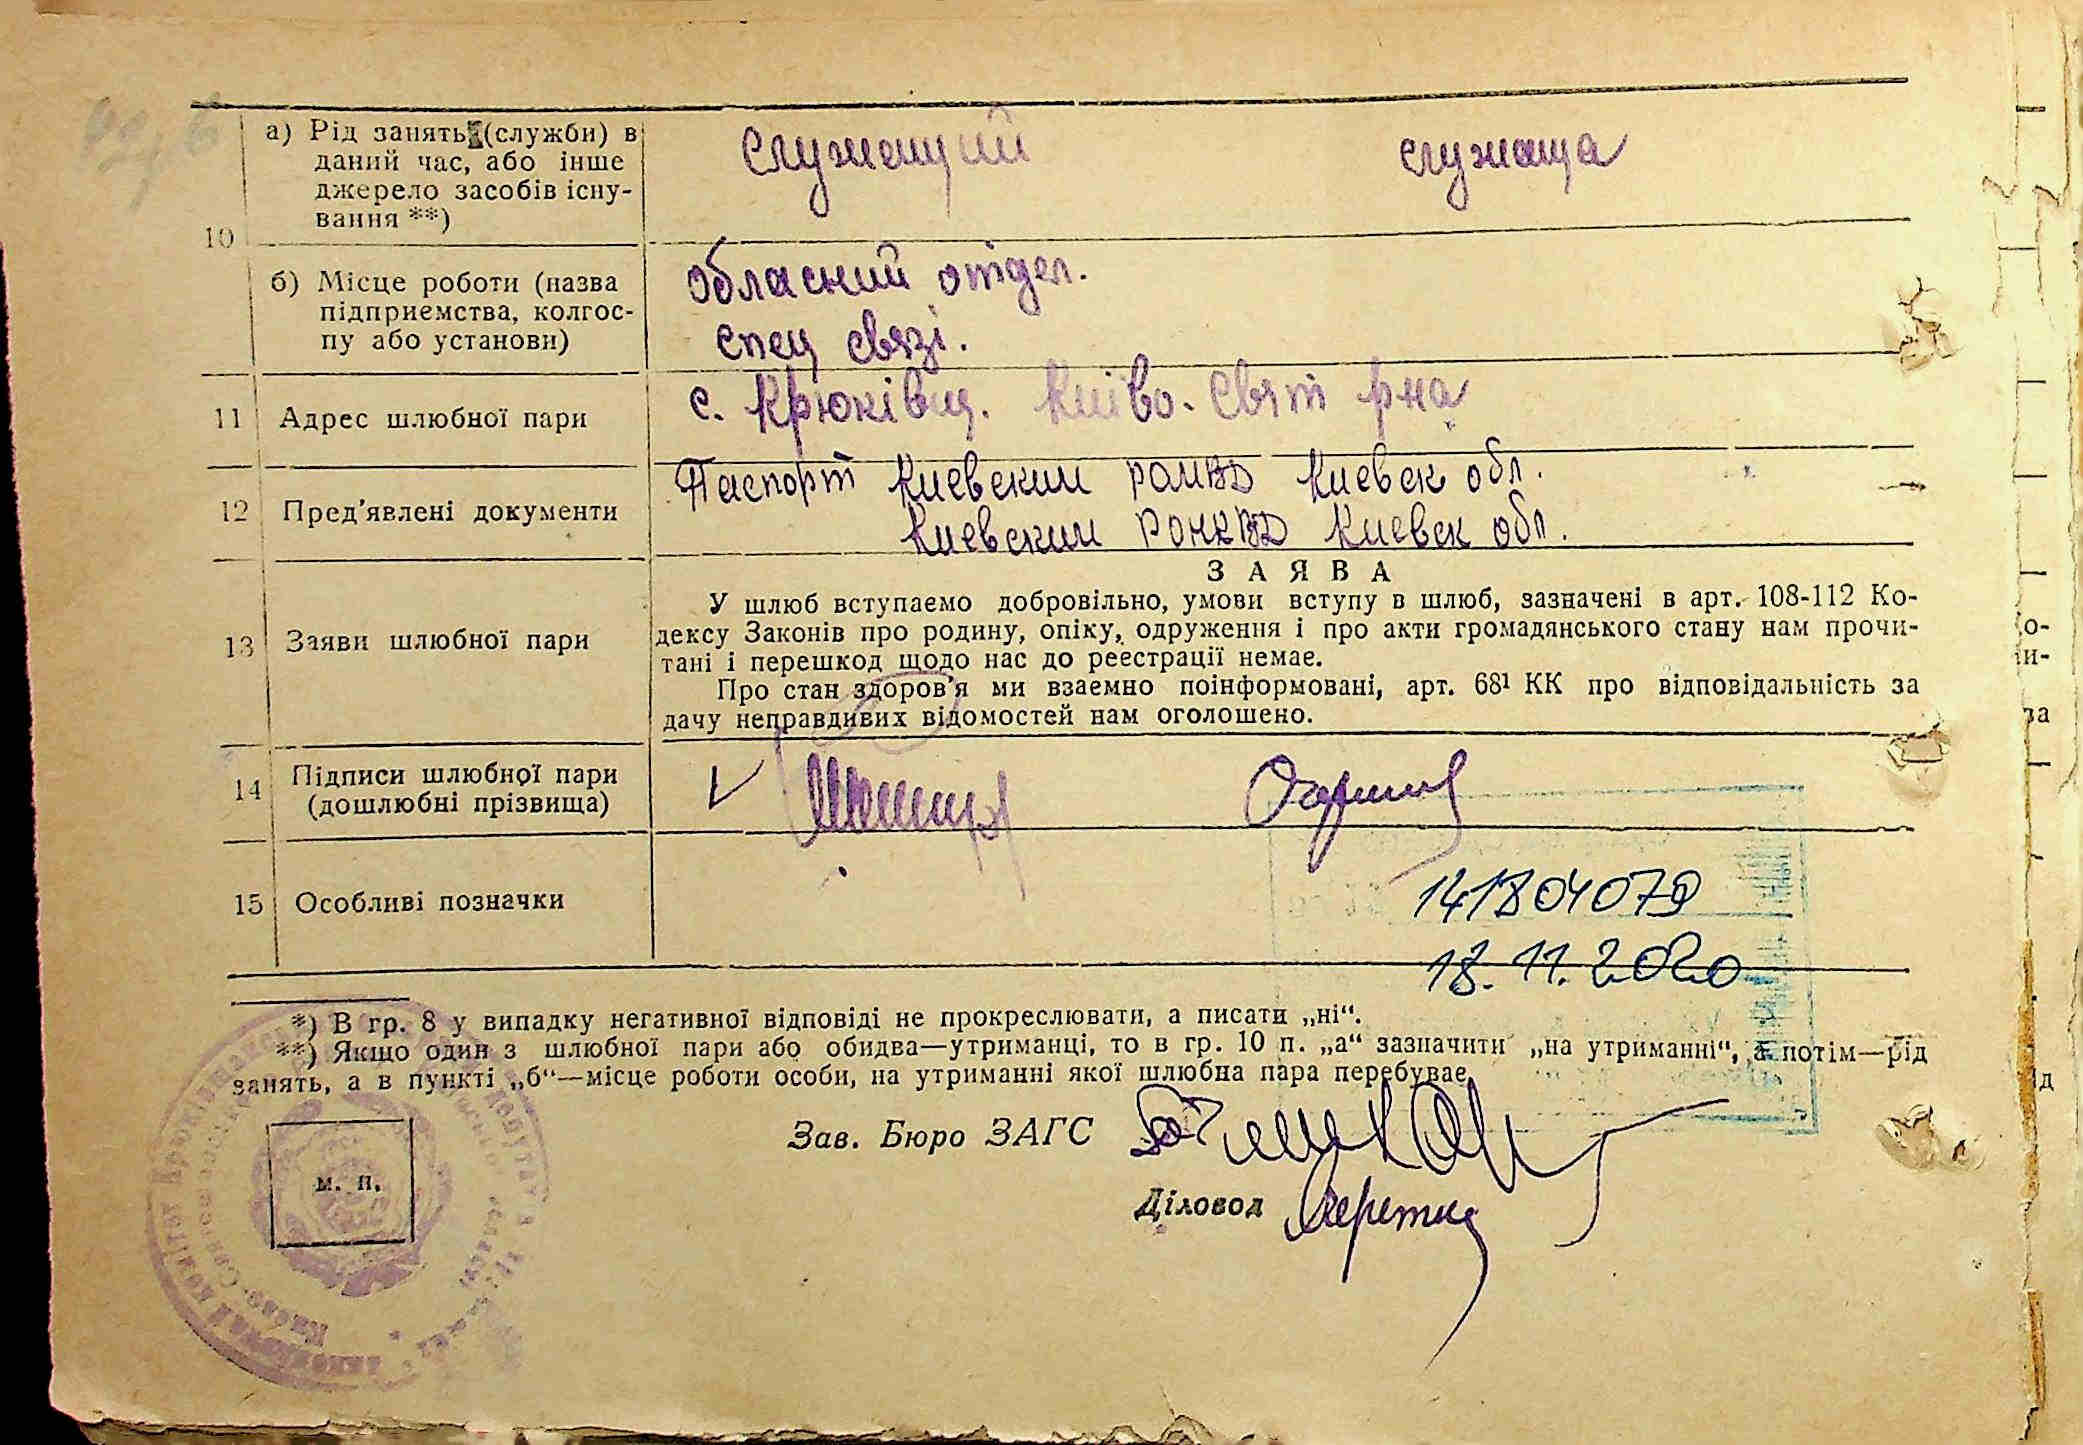 а) Рід занять (служби) в
даний час, або інше
джерело засобів існу-
вання **)
служещий служаща
10
б) Місце роботи (назва
підприємства, колгос-
пу або установи)
обласний отдел.
спец связі.
11 Адрес шлюбної пари
с. Крюківщ. Київо-Свят рна
12 Пред'явлені документи
Паспорт Киевским РОМВД Киевск обл.
Киевским РОНКВД Киевск обл.
13 Заяви шлюбної пари
ЗАЯВА
У шлюб вступаємо добровільно, умови вступу в шлюб, зазначені в арт. 108-112 Ко-
дексу Законів про родину, опіку, одруження і про акти громадянського стану нам прочи-
тані і перешкод щодо нас до реєстрації немає.
Про стан здоров'я ми взаємно поінформовані, арт. 68¹ КК про відповідальність за
дачу неправдивих відомостей нам оголошено.
14 Підписи шлюбної пари
(дошлюбні прізвища)
15 Особливі позначки
141804079
18.11.2020
*) В гр. 8 у випадку негативної відповіді не прокреслювати, а писати „ні“.
**) Якщо один з шлюбної пари або обидва—утриманці, то в гр. 10 п. „а“ зазначити „на утриманні“, а потім—рід
занять, а в пункті „б“—місце роботи особи, на утриманні якої шлюбна пара перебуває.
Зав. Бюро ЗАГС
м. п.
Діловод